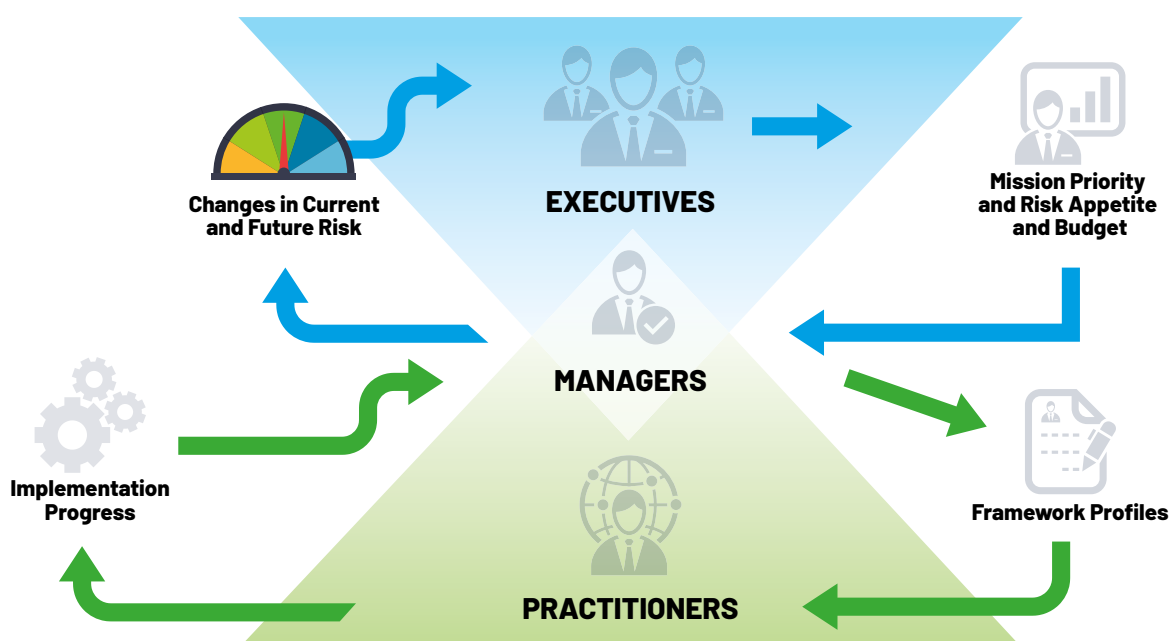 EXECUTIVES
Changes in Current
and Future Risk
Mission Priority
and Risk Appetite
and Budget
MANAGERS
Implementation
Progress
Framework Profiles
PRACTITIONERS